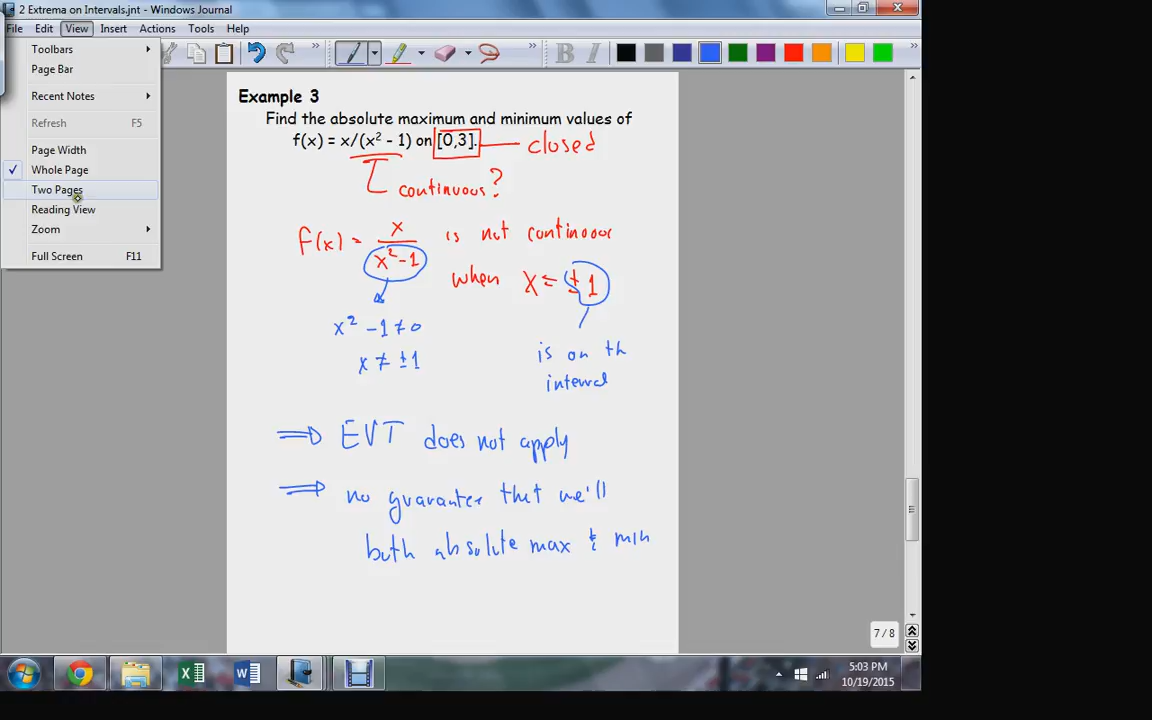 2 Extrema on Intervals.jnt - Windows Journal
File Edit View Insert Actions Tools Help
Toolbars
Page Bar
Recent Notes
Refresh F5
Page Width
Whole Page
Two Pages
Reading View
Zoom
Full Screen F11
Example 3
Find the absolute maximum and minimum values of
f(x) = x/(x² - 1) on [0,3]. closed
continuous?
f(x) = x/(x²-1) is not continuous
when x = ±1
x² - 1 ≠ 0
x ≠ ±1
is on th
interval
⇒ EVT does not apply
⇒ no guarantee that we'll
both absolute max & min
7 / 8
5:03 PM
10/19/2015